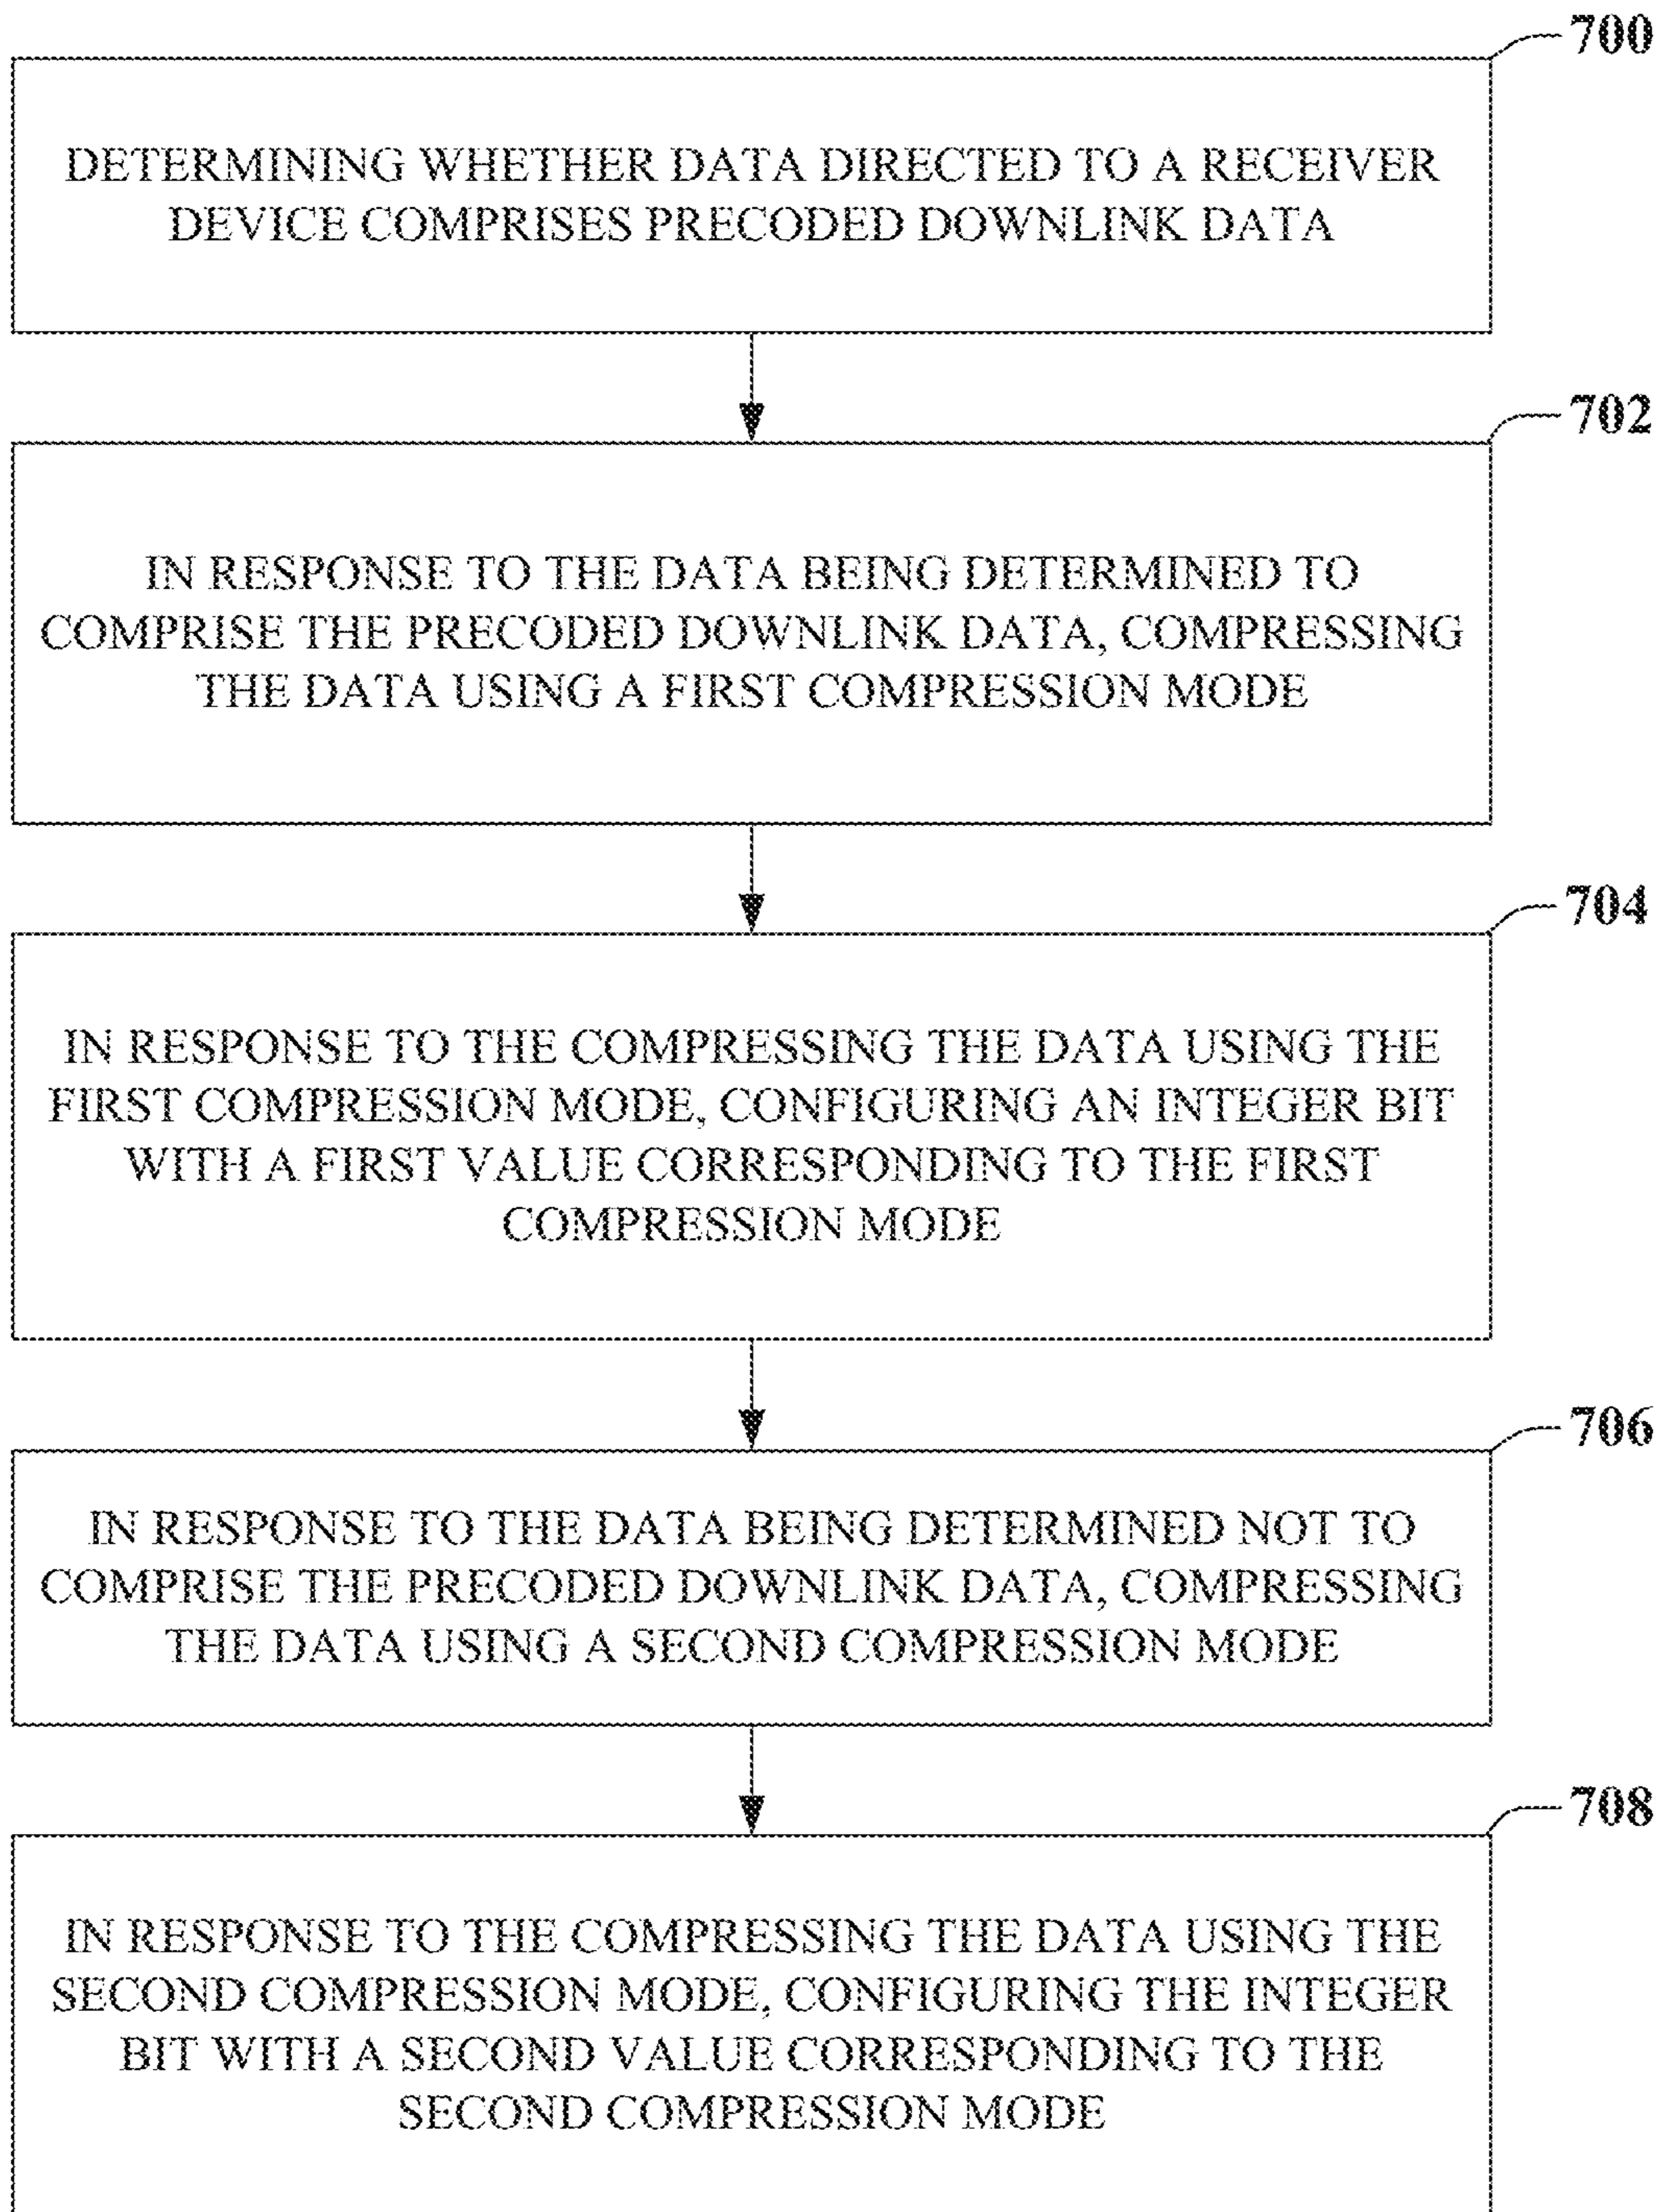 700
DETERMINING WHETHER DATA DIRECTED TO A RECEIVER
DEVICE COMPRISES PRECODED DOWNLINK DATA
702
IN RESPONSE TO THE DATA BEING DETERMINED TO
COMPRISE THE PRECODED DOWNLINK DATA, COMPRESSING
THE DATA USING A FIRST COMPRESSION MODE
704
IN RESPONSE TO THE COMPRESSING THE DATA USING THE
FIRST COMPRESSION MODE, CONFIGURING AN INTEGER BIT
WITH A FIRST VALUE CORRESPONDING TO THE FIRST
COMPRESSION MODE
706
IN RESPONSE TO THE DATA BEING DETERMINED NOT TO
COMPRISE THE PRECODED DOWNLINK DATA, COMPRESSING
THE DATA USING A SECOND COMPRESSION MODE
708
IN RESPONSE TO THE COMPRESSING THE DATA USING THE
SECOND COMPRESSION MODE, CONFIGURING THE INTEGER
BIT WITH A SECOND VALUE CORRESPONDING TO THE
SECOND COMPRESSION MODE